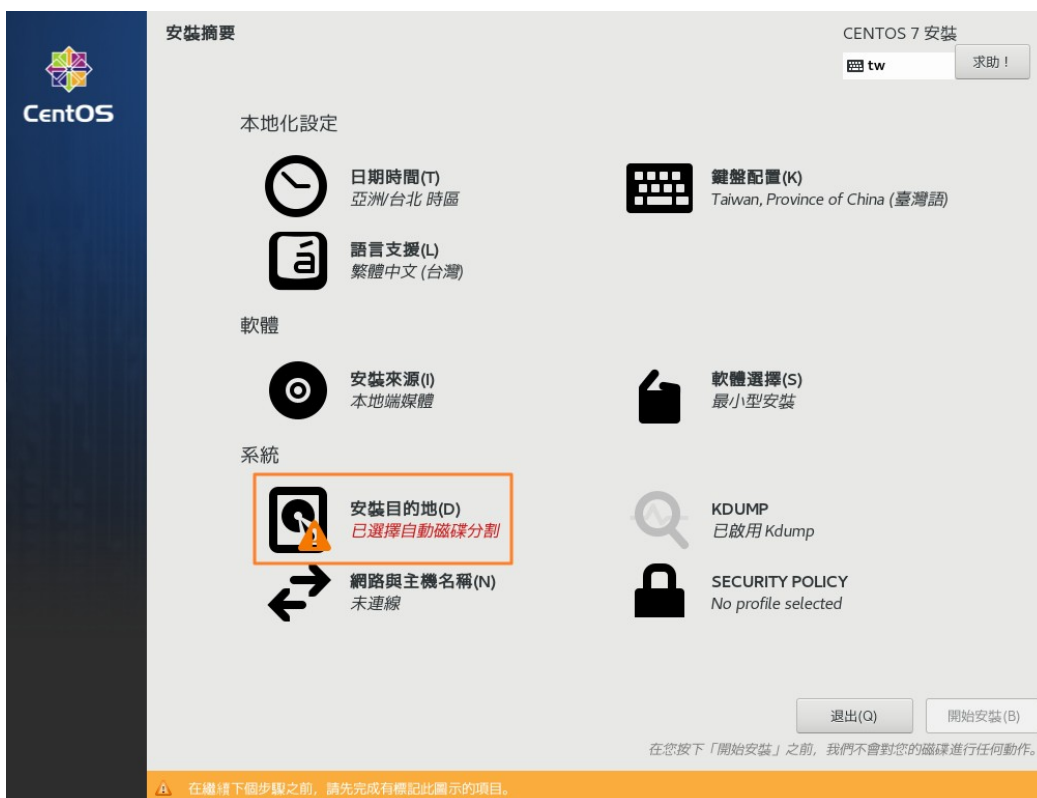 安裝摘要
CENTOS 7 安裝
tw
求助！
CentOS
本地化設定
日期時間(T)
亞洲/台北 時區
鍵盤配置(K)
Taiwan, Province of China (臺灣語)
á
語言支援(L)
繁體中文 (台灣)
軟體
安裝來源(I)
本地端媒體
軟體選擇(S)
最小型安裝
系統
安裝目的地(D)
已選擇自動磁碟分割
KDUMP
已啟用 Kdump
網路與主機名稱(N)
未連線
SECURITY POLICY
No profile selected
退出(Q)
開始安裝(B)
在您按下「開始安裝」之前，我們不會對您的磁碟進行任何動作。
在繼續下個步驟之前，請先完成有標記此圖示的項目。